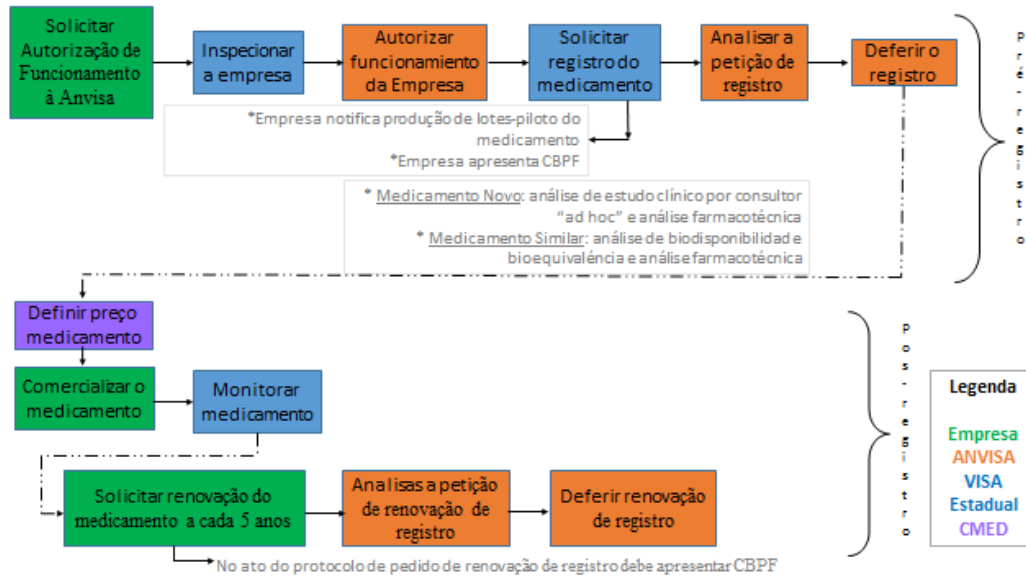 Solicitar
Autorização de
Funcionamento
à Anvisa
Inspecionar
a empresa
Autorizar
funcionamento
da Empresa
Solicitar
registro do
medicamento
Analisar a
petição de
registro
Deferir o
registro
*Empresa notifica produção de lotes-piloto do
medicamento
*Empresa apresenta CBPF
* Medicamento Novo: análise de estudo clínico por consultor
"ad hoc" e análise farmacotécnica
* Medicamento Similar: análise de biodisponibilidade e
bioequivalência e análise farmacotécnica
Pré-registro
Definir preço
medicamento
Comercializar o
medicamento
Monitorar
medicamento
Solicitar renovação do
medicamento a cada 5 anos
Analisas a petição
de renovação de
registro
Deferir renovação
de registro
No ato do protocolo de pedido de renovação de registro debe apresentar CBPF
Pos-registro
Legenda
Empresa
ANVISA
VISA
Estadual
CMED